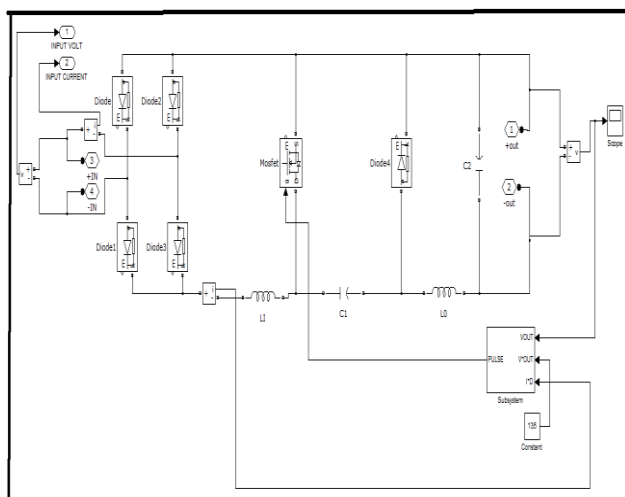 1
INPUT VOLT
2
INPUT CURRENT
Diode
Diode2
E
E
+
-
i
3
+IN
4
-IN
v
+
-
Mosfet
Diode4
E
C2
1
+out
2
-out
+
-
v
Scope
Diode1
Diode3
E
E
+
-
i
LI
C1
L0
VOUT
PULSE
V*OUT
I*D
Subsystem
135
Constant